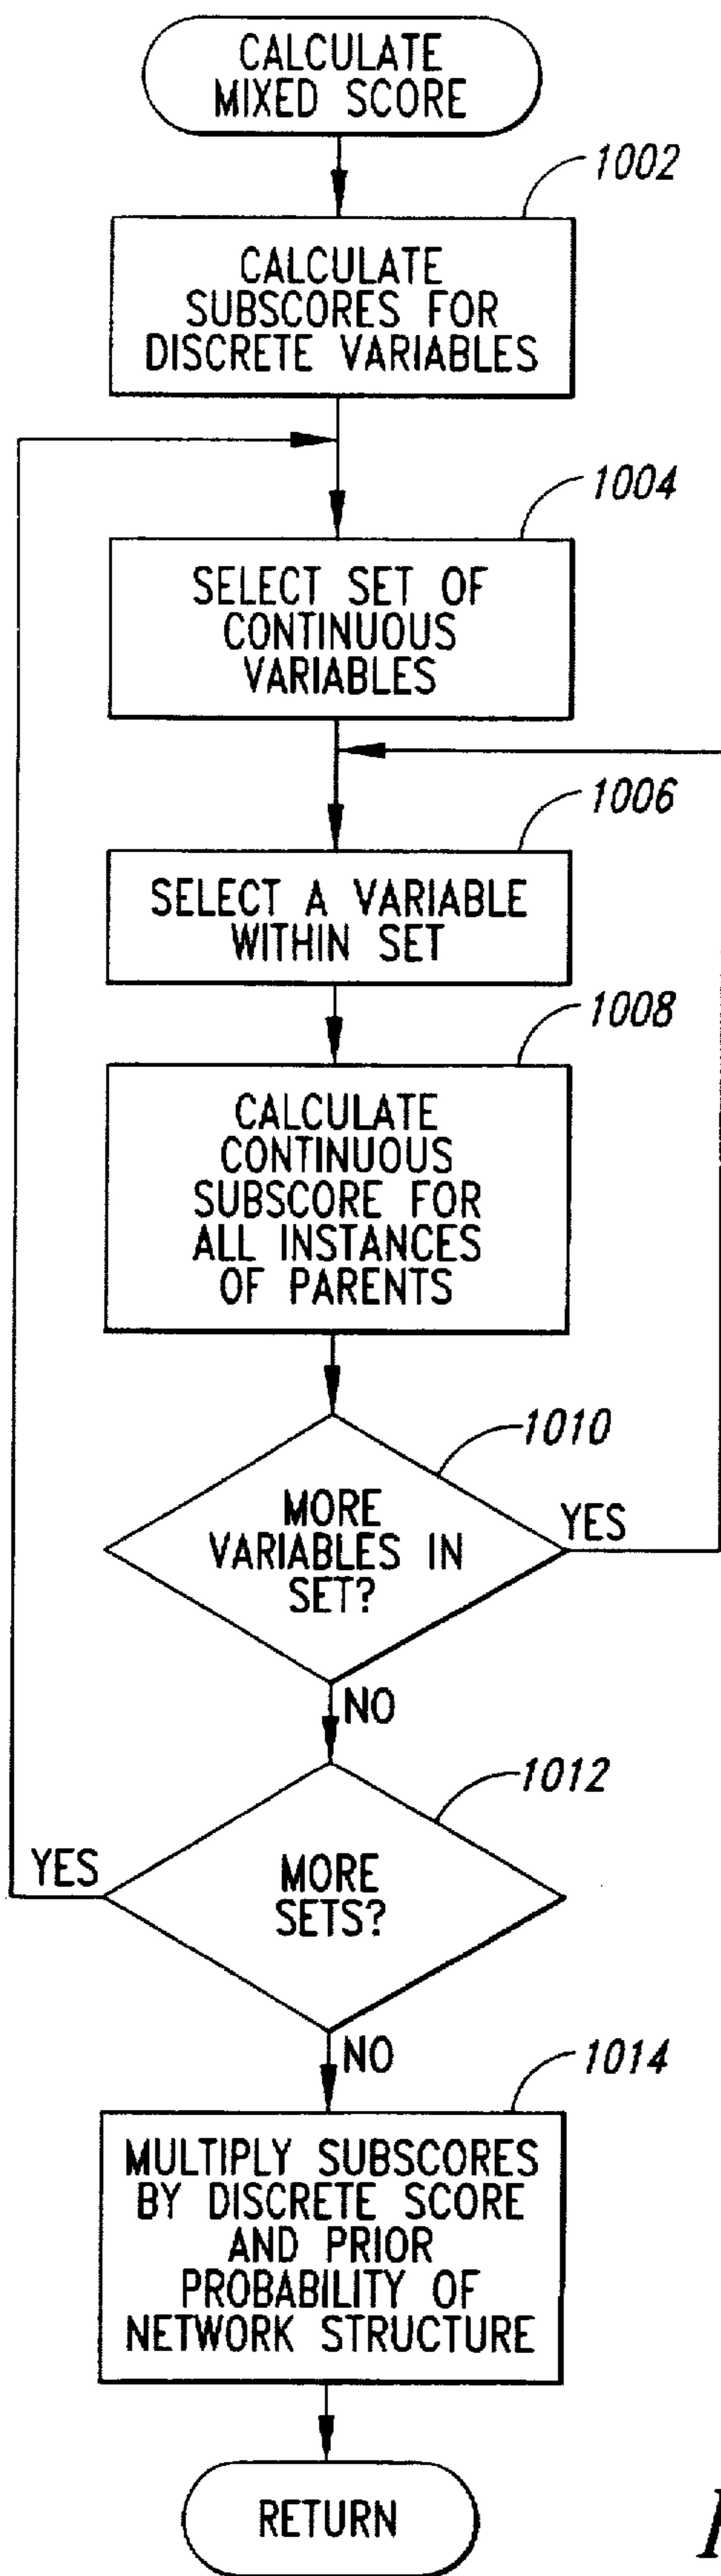 CALCULATE
MIXED SCORE
1002
CALCULATE
SUBSCORES FOR
DISCRETE VARIABLES
1004
SELECT SET OF
CONTINUOUS
VARIABLES
1006
SELECT A VARIABLE
WITHIN SET
1008
CALCULATE
CONTINUOUS
SUBSCORE FOR
ALL INSTANCES
OF PARENTS
1010
MORE
VARIABLES IN
SET?
YES
NO
1012
YES
MORE
SETS?
NO
1014
MULTIPLY SUBSCORES
BY DISCRETE SCORE
AND PRIOR
PROBABILITY OF
NETWORK STRUCTURE
RETURN